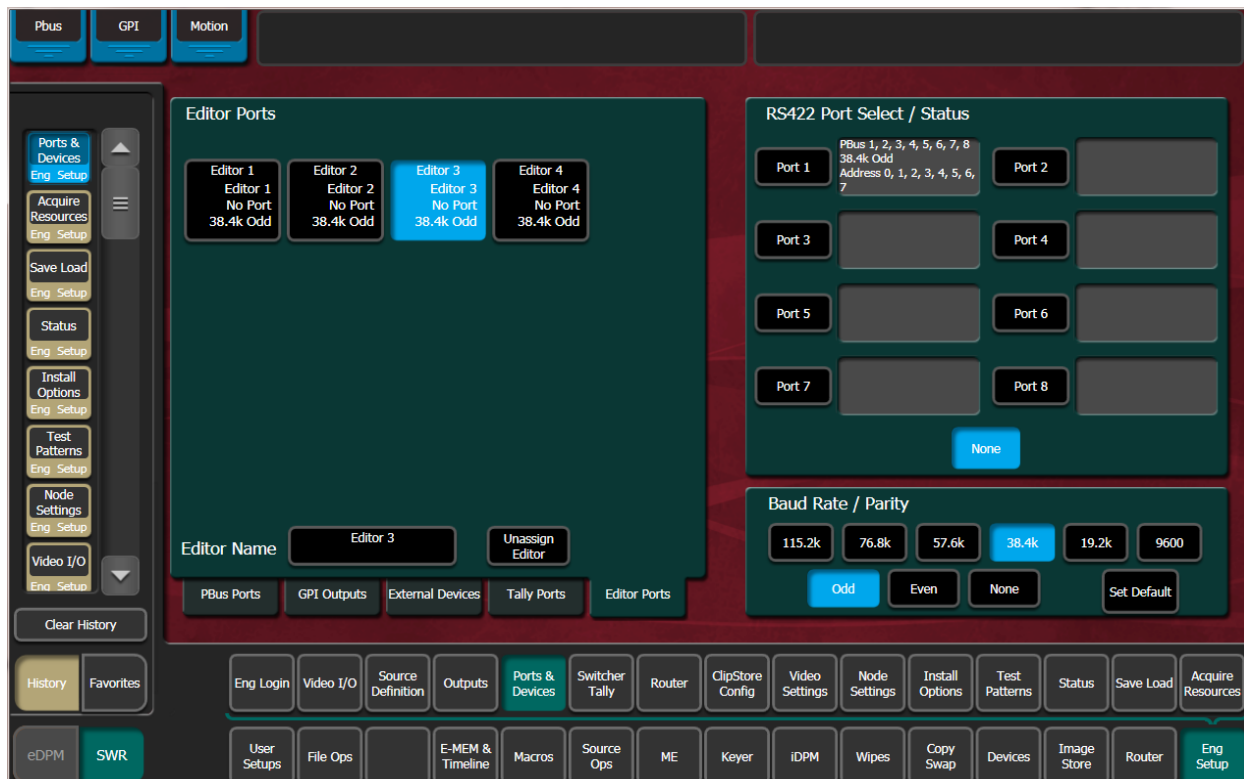 Pbus GPI Motion
Editor Ports
Editor 1
Editor 1
No Port
38.4k Odd
Editor 2
Editor 2
No Port
38.4k Odd
Editor 3
Editor 3
No Port
38.4k Odd
Editor 4
Editor 4
No Port
38.4k Odd
Editor Name
Editor 3
Unassign
Editor
PBus Ports GPI Outputs External Devices Tally Ports Editor Ports
RS422 Port Select / Status
Port 1
PBus 1, 2, 3, 4, 5, 6, 7, 8
38.4k Odd
Address 0, 1, 2, 3, 4, 5, 6,
7
Port 2
Port 3
Port 4
Port 5
Port 6
Port 7
Port 8
None
Baud Rate / Parity
115.2k 76.8k 57.6k 38.4k 19.2k 9600
Odd Even None Set Default
Ports &
Devices
Eng Setup
Acquire
Resources
Eng Setup
Save Load
Eng Setup
Status
Eng Setup
Install
Options
Eng Setup
Test
Patterns
Eng Setup
Node
Settings
Eng Setup
Video I/O
Eng Setup
Clear History
History Favorites
Eng Login
Video I/O
Source
Definition
Outputs
Ports &
Devices
Switcher
Tally
Router
ClipStore
Config
Video
Settings
Node
Settings
Install
Options
Test
Patterns
Status
Save Load
Acquire
Resources
eDPM SWR
User
Setups
File Ops
E-MEM &
Timeline
Macros
Source
Ops
ME
Keyer
iDPM
Wipes
Copy
Swap
Devices
Image
Store
Router
Eng
Setup